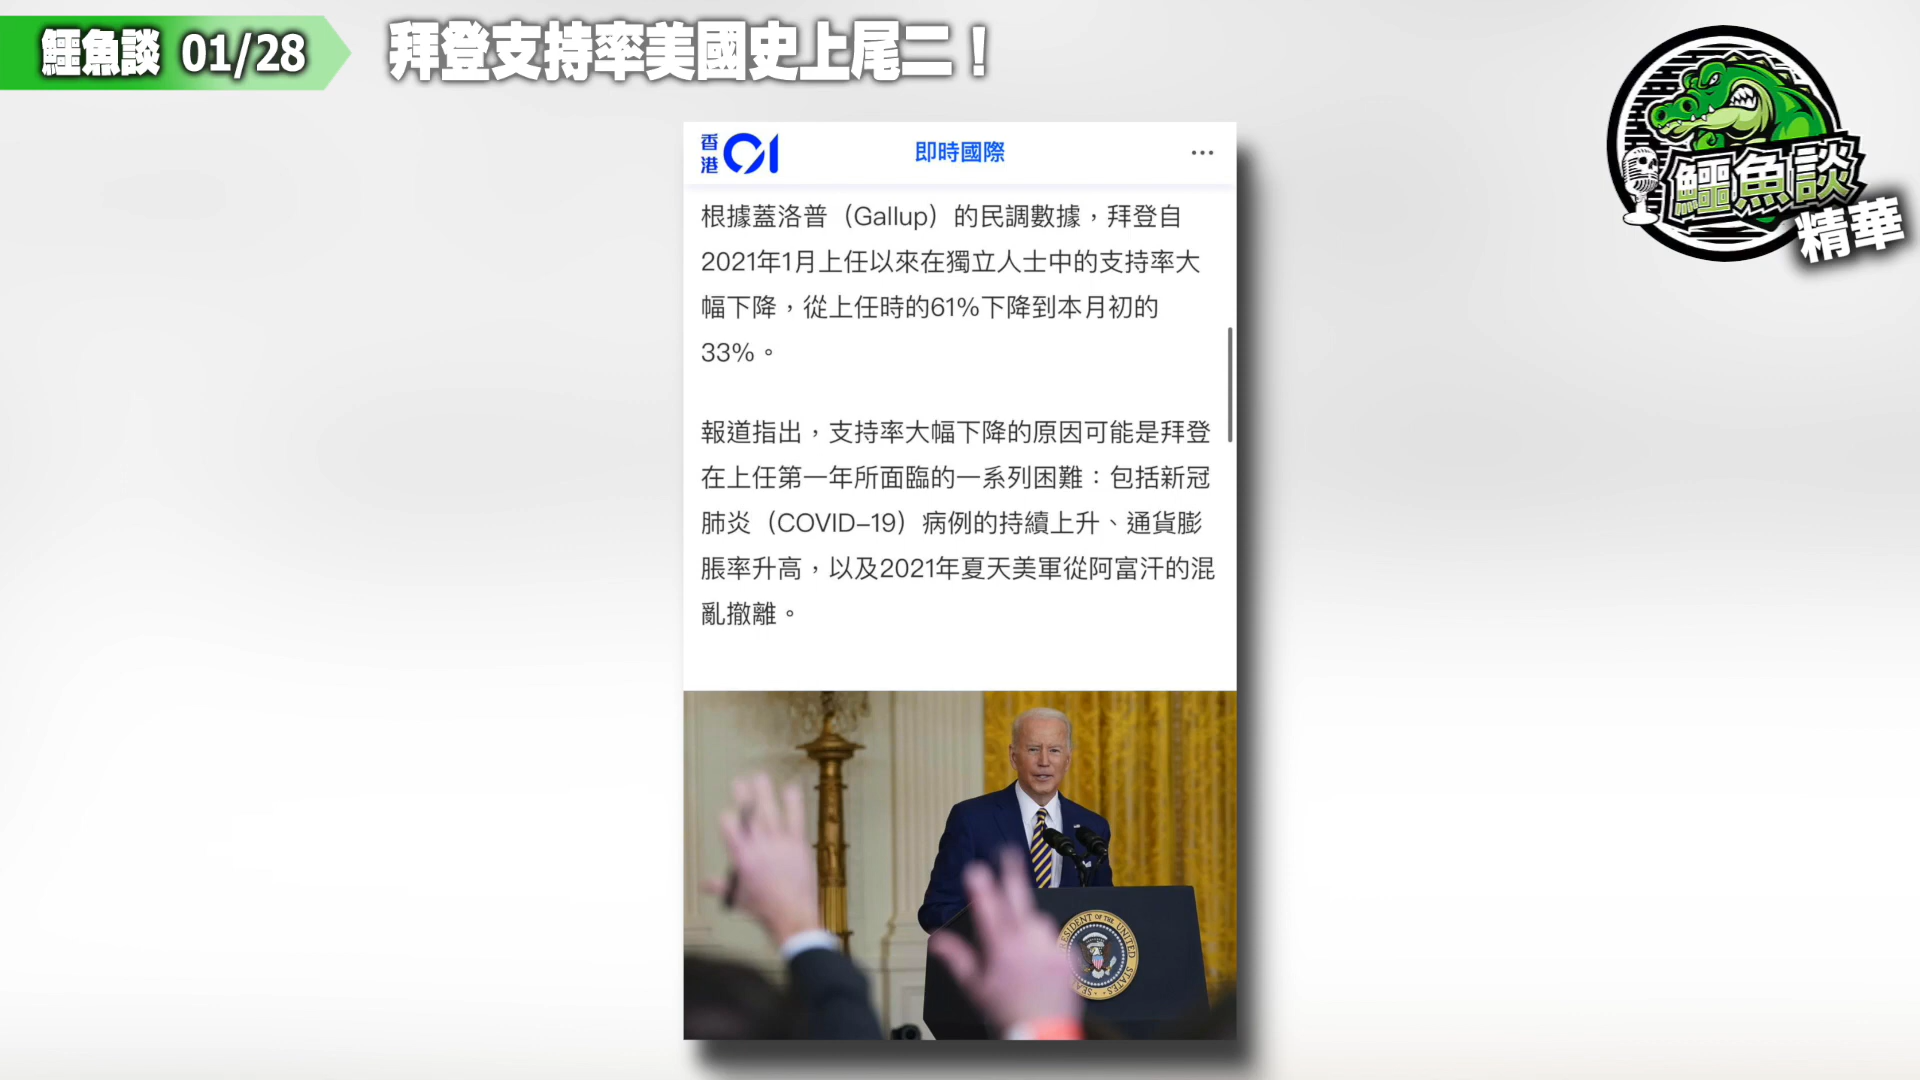 鱷魚談 01/28
拜登支持率美國史上尾二！
鱷魚談
精華
香港01
即時國際
根據蓋洛普（Gallup）的民調數據，拜登自
2021年1月上任以來在獨立人士中的支持率大
幅下降，從上任時的61%下降到本月初的
33%。
報道指出，支持率大幅下降的原因可能是拜登
在上任第一年所面臨的一系列困難：包括新冠
肺炎（COVID-19）病例的持續上升、通貨膨
脹率升高，以及2021年夏天美軍從阿富汗的混
亂撤離。
PRESIDENT OF THE UNITED STATES
SEAL